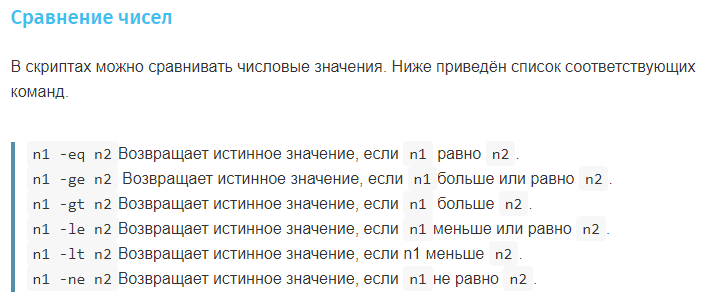 Сравнение чисел
В скриптах можно сравнивать числовые значения. Ниже приведён список соответствующих
команд.
n1 -eq n2 Возвращает истинное значение, если n1 равно n2 .
n1 -ge n2 Возвращает истинное значение, если n1 больше или равно n2 .
n1 -gt n2 Возвращает истинное значение, если n1 больше n2 .
n1 -le n2 Возвращает истинное значение, если n1 меньше или равно n2 .
n1 -lt n2 Возвращает истинное значение, если n1 меньше n2 .
n1 -ne n2 Возвращает истинное значение, если n1 не равно n2 .